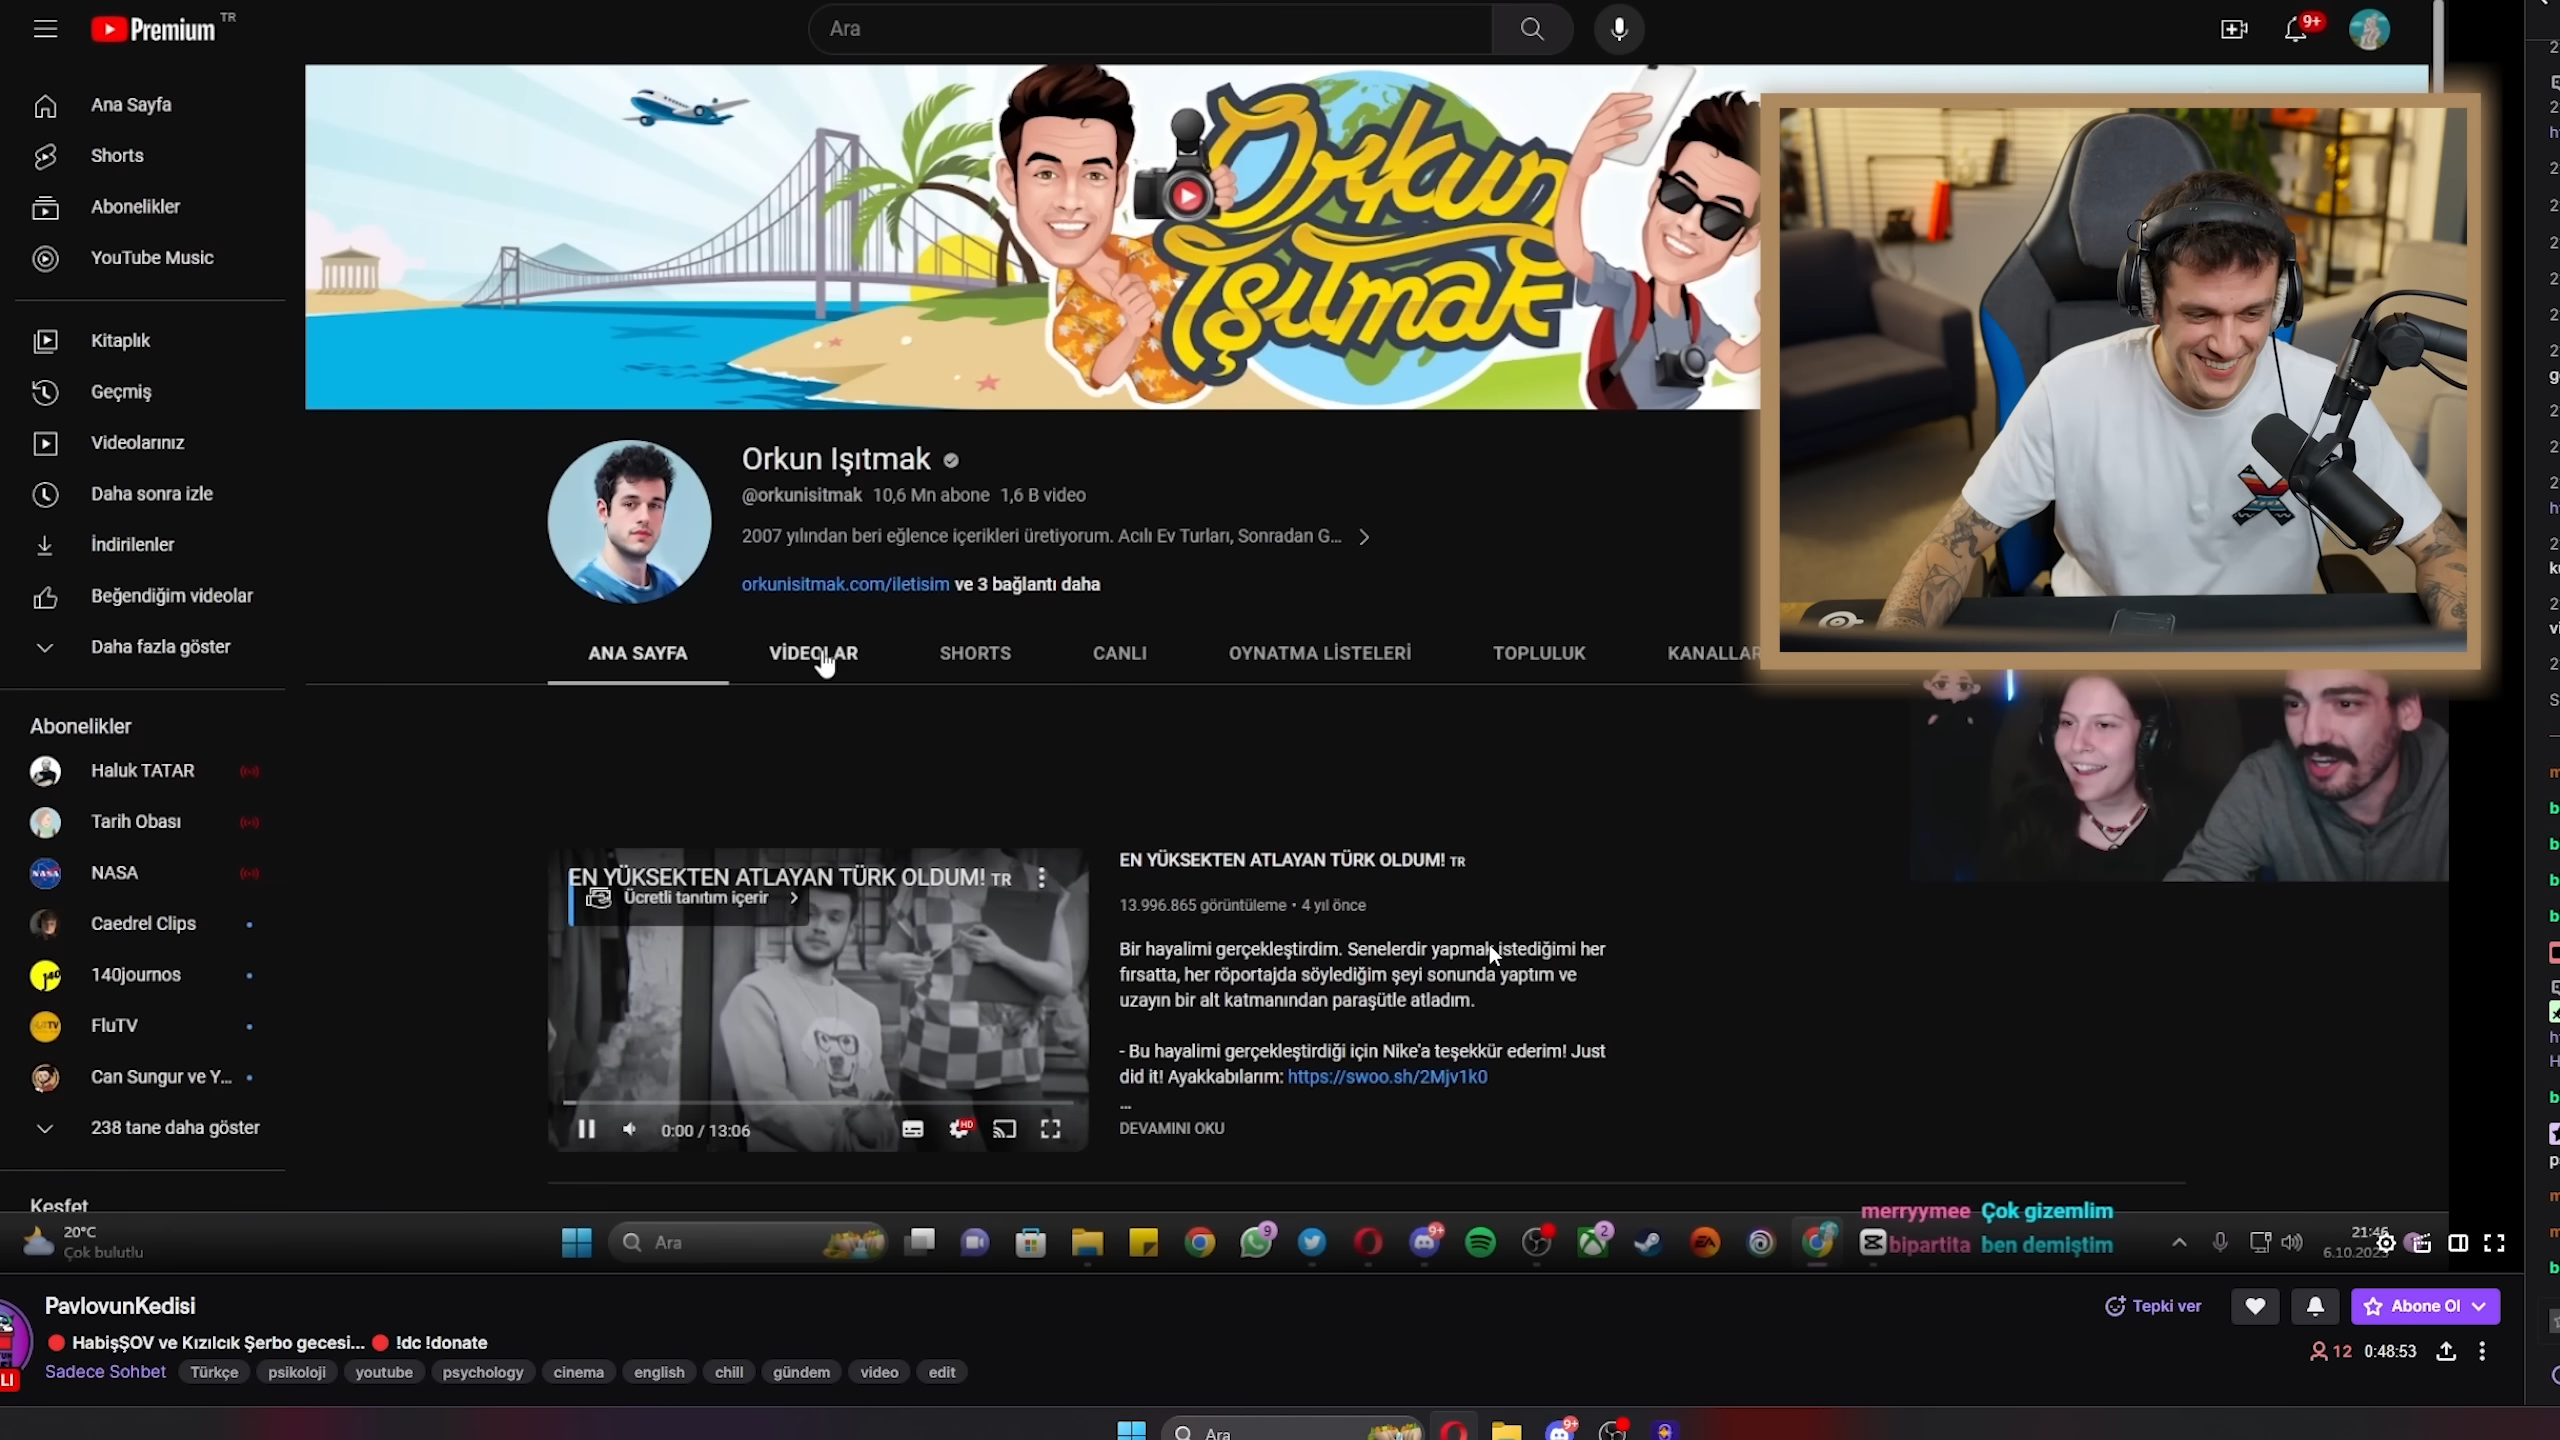 Premium TR
Ara
9+
Ana Sayfa
Shorts
Abonelikler
YouTube Music
Kitaplık
Geçmiş
Videolarınız
Daha sonra izle
İndirilenler
Beğendiğim videolar
Daha fazla göster
Abonelikler
Haluk TATAR
Tarih Obası
NASA
Caedrel Clips
140journos
FluTV
Can Sungur ve Y...
238 tane daha göster
Keşfet
Orkun
Işıtmak
Orkun Işıtmak
@orkunisitmak 10,6 Mn abone 1,6 B video
2007 yılından beri eğlence içerikleri üretiyorum. Acılı Ev Turları, Sonradan G...
orkunisitmak.com/iletisim ve 3 bağlantı daha
ANA SAYFA VİDEOLAR SHORTS CANLI OYNATMA LİSTELERİ TOPLULUK KANALLAR
EN YÜKSEKTEN ATLAYAN TÜRK OLDUM! TR
Ücretli tanıtım içerir
0:00 / 13:06
HD
EN YÜKSEKTEN ATLAYAN TÜRK OLDUM! TR
13.996.865 görüntüleme • 4 yıl önce
Bir hayalimi gerçekleştirdim. Senelerdir yapmak istediğimi her
fırsatta, her röportajda söylediğim şeyi sonunda yaptım ve
uzayın bir alt katmanından paraşütle atladım.
- Bu hayalimi gerçekleştirdiği için Nike'a teşekkür ederim! Just
did it! Ayakkabılarım: https://swoo.sh/2Mjv1k0
...
DEVAMINI OKU
merryymee Çok gizemlim
bipartita ben demiştim
20°C
Çok bulutlu
Ara
9
9+
2
21:46
PavlovunKedisi
HabişŞOV ve Kızılcık Şerbo gecesi... !dc !donate
Sadece Sohbet Türkçe psikoloji youtube psychology cinema english chill gündem video edit
Tepki ver
Abone Ol
12 0:48:53
Ara
9+